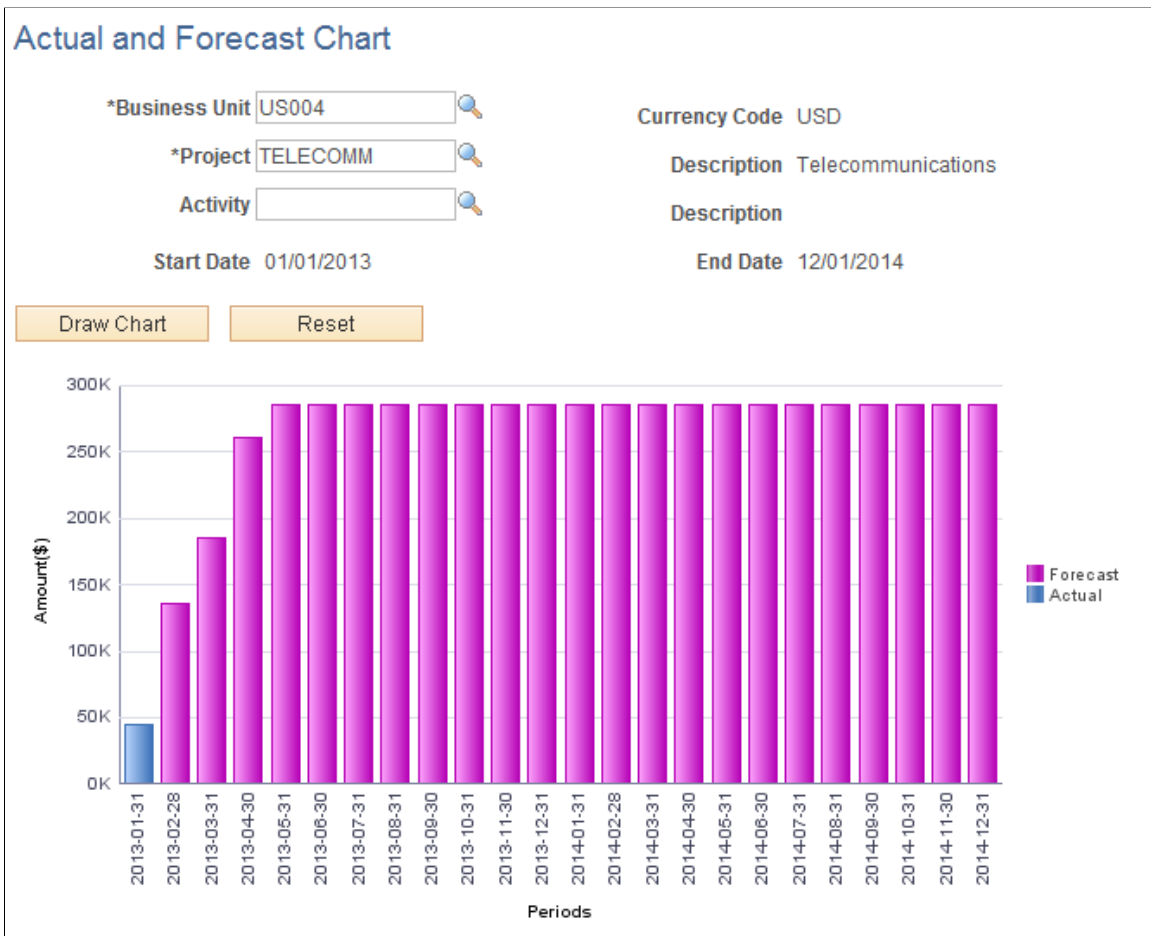 Actual and Forecast Chart
*Business Unit US004
Currency Code USD
*Project TELECOMM
Description Telecommunications
Activity
Description
Start Date 01/01/2013
End Date 12/01/2014
Draw Chart
Reset
300K
250K
200K
150K
100K
50K
0K
Amount($)
Forecast
Actual
2013-01-31
2013-02-28
2013-03-31
2013-04-30
2013-05-31
2013-06-30
2013-07-31
2013-08-31
2013-09-30
2013-10-31
2013-11-30
2013-12-31
2014-01-31
2014-02-28
2014-03-31
2014-04-30
2014-05-31
2014-06-30
2014-07-31
2014-08-31
2014-09-30
2014-10-31
2014-11-30
2014-12-31
Periods